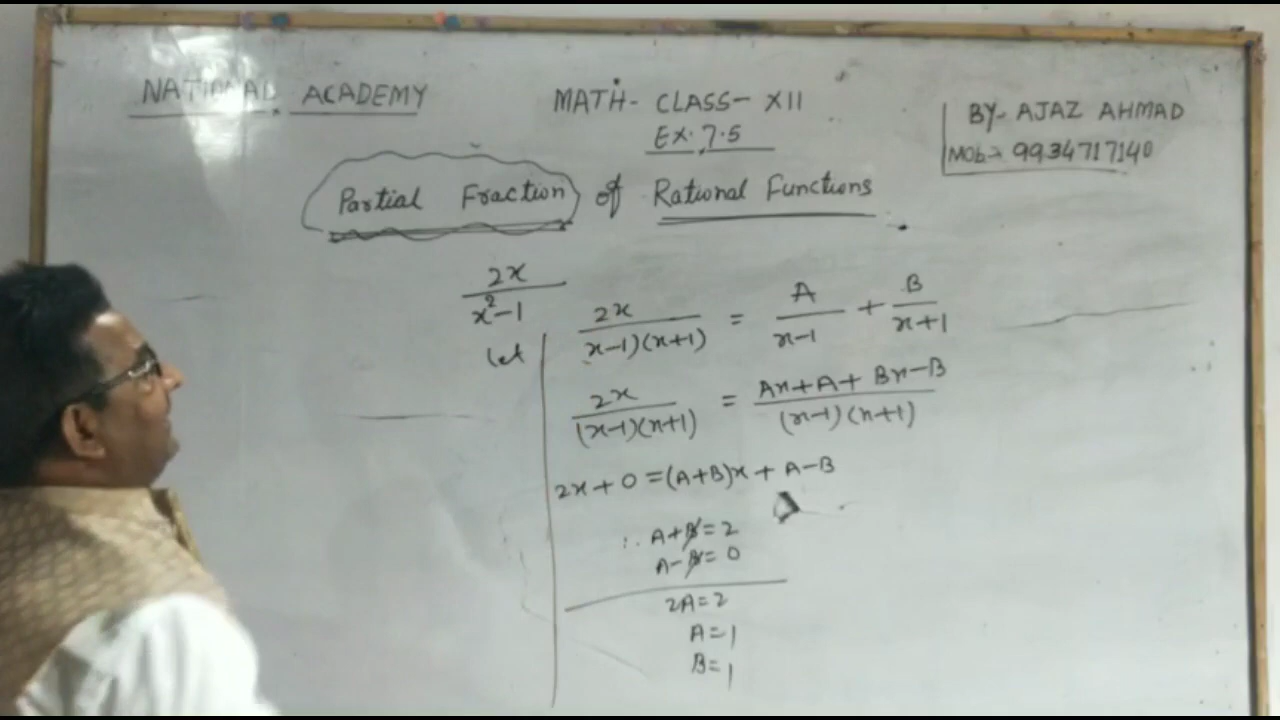 NATIONAL ACADEMY
MATH- CLASS- XII
EX. 7.5
BY- AJAZ AHMAD
Mob→ 9934717140
Partial Fraction of Rational Functions
2x / x²-1
Let 2x / x-1)(x+1) = A / x-1 + B / x+1
2x / (x-1)(x+1) = Ax+A+ Bx-B / (x-1)(x+1)
2x+0 =(A+B)x + A-B
∴ A+B=2
A-B=0
2A=2
A=1
B=1